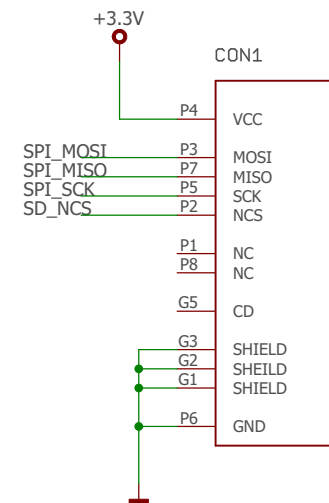 +3.3V
CON1
P4 VCC
SPI_MOSI P3 MOSI
SPI_MISO P7 MISO
SPI_SCK P5 SCK
SD_NCS P2 NCS
P1 NC
P8 NC
G5 CD
G3 SHIELD
G2 SHEILD
G1 SHIELD
P6 GND